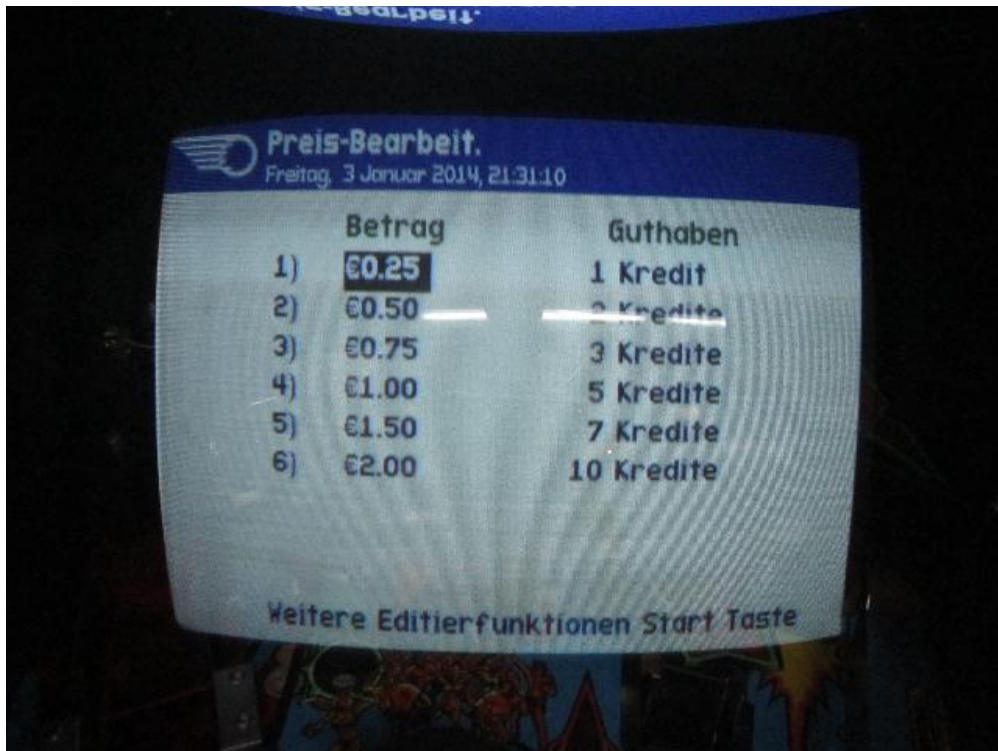 Preis-Bearbeit.
Freitag, 3 Januar 2014, 21:31:10
Betrag Guthaben
1) €0.25 1 Kredit
2) €0.50 2 Kredite
3) €0.75 3 Kredite
4) €1.00 5 Kredite
5) €1.50 7 Kredite
6) €2.00 10 Kredite
Weitere Editierfunktionen Start Taste